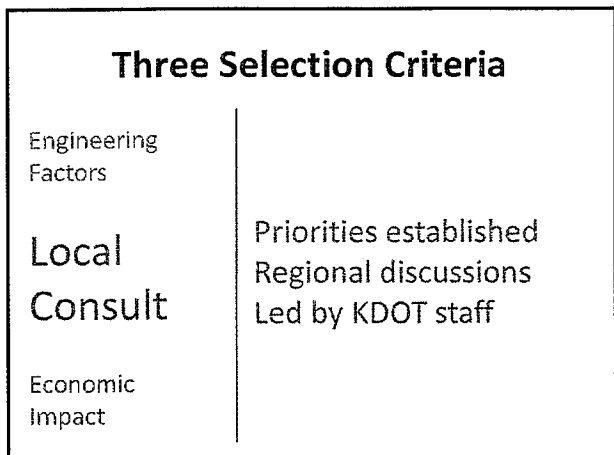 Three Selection Criteria
Engineering
Factors
Local
Consult
Economic
Impact
Priorities established
Regional discussions
Led by KDOT staff